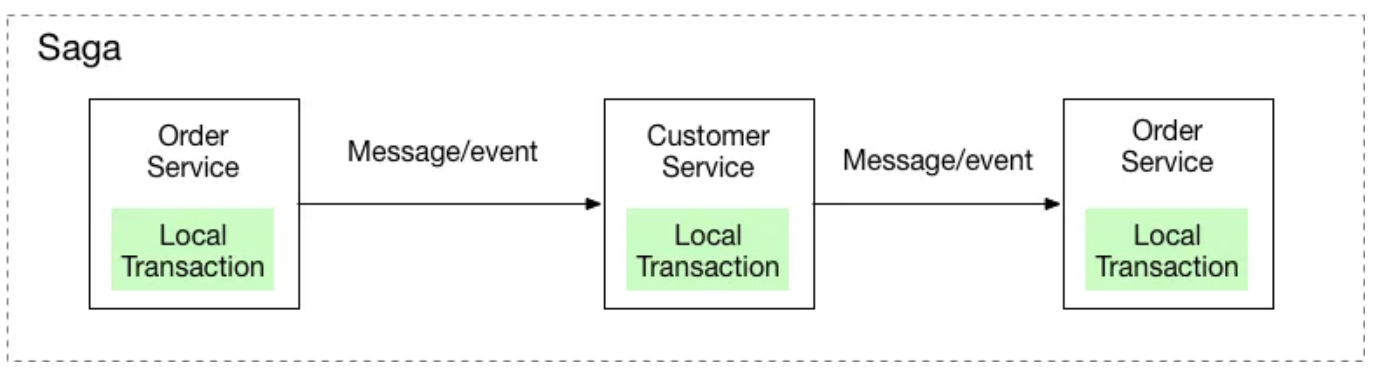 Saga
Order
Service
Message/event
Customer
Service
Message/event
Order
Service
Local
Transaction
Local
Transaction
Local
Transaction